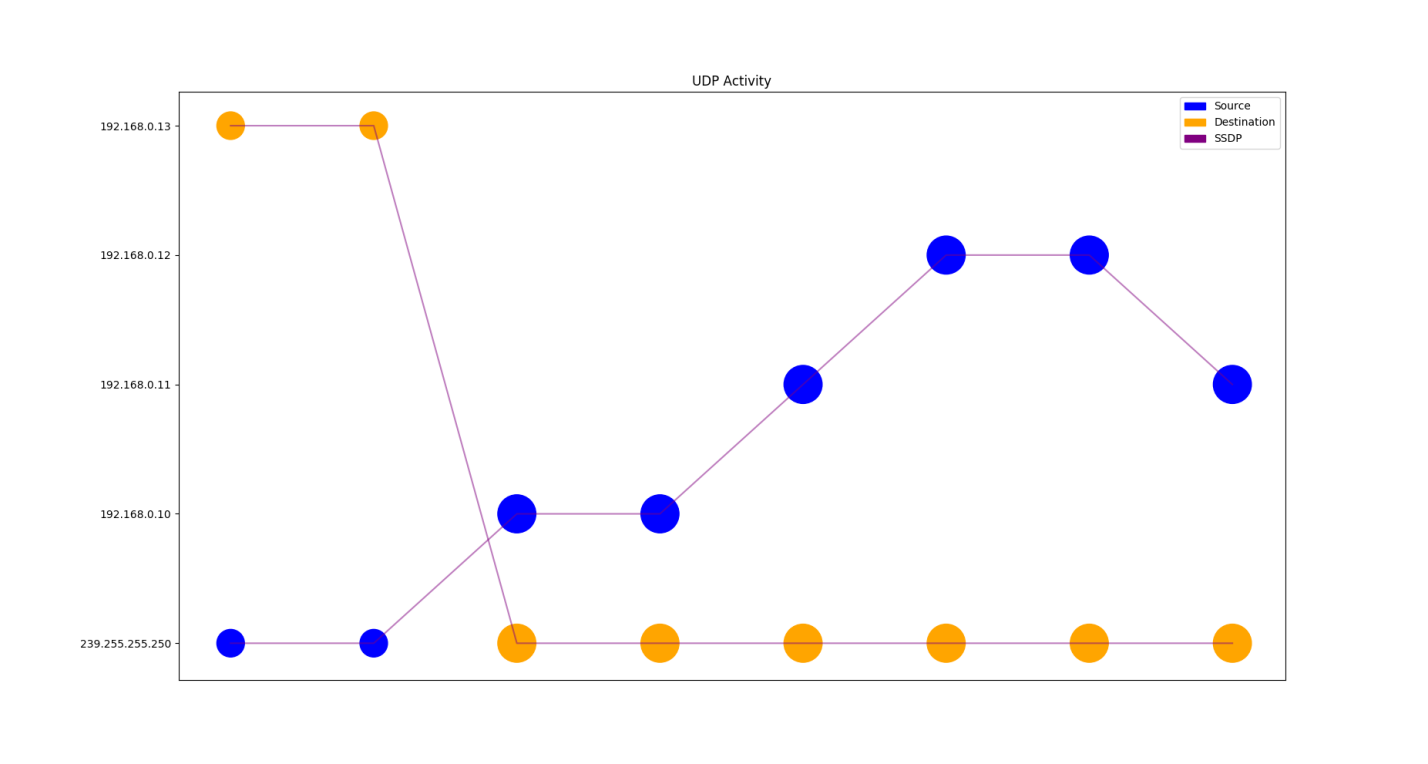 UDP Activity
Source
Destination
SSDP
192.168.0.13
192.168.0.12
192.168.0.11
192.168.0.10
239.255.255.250